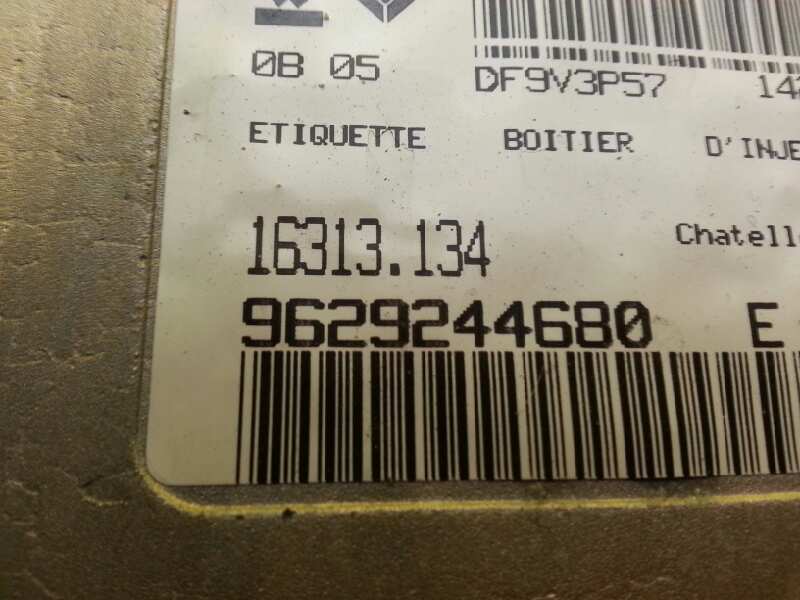 0B 05
DF9V3P57
ETIQUETTE BOITIER
16313.134
9629244680 E